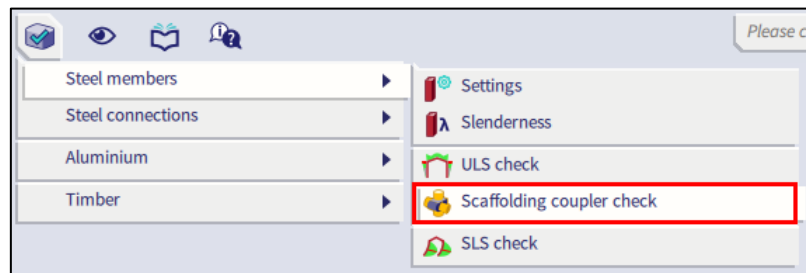 Please c
Steel members
Steel connections
Aluminium
Timber
Settings
λ Slenderness
ULS check
Scaffolding coupler check
SLS check